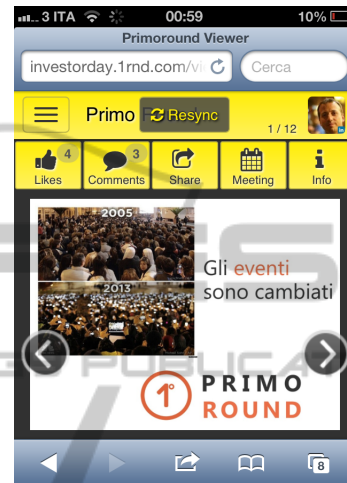 3 ITA 00:59 10%
Primoround Viewer
investorday.1rnd.com/vi Cerca
Primo Resync 1 / 12
4 3
Likes Comments Share Meeting Info
2005
2013
Gli eventi
sono cambiati
1°
PRIMO
ROUND
8